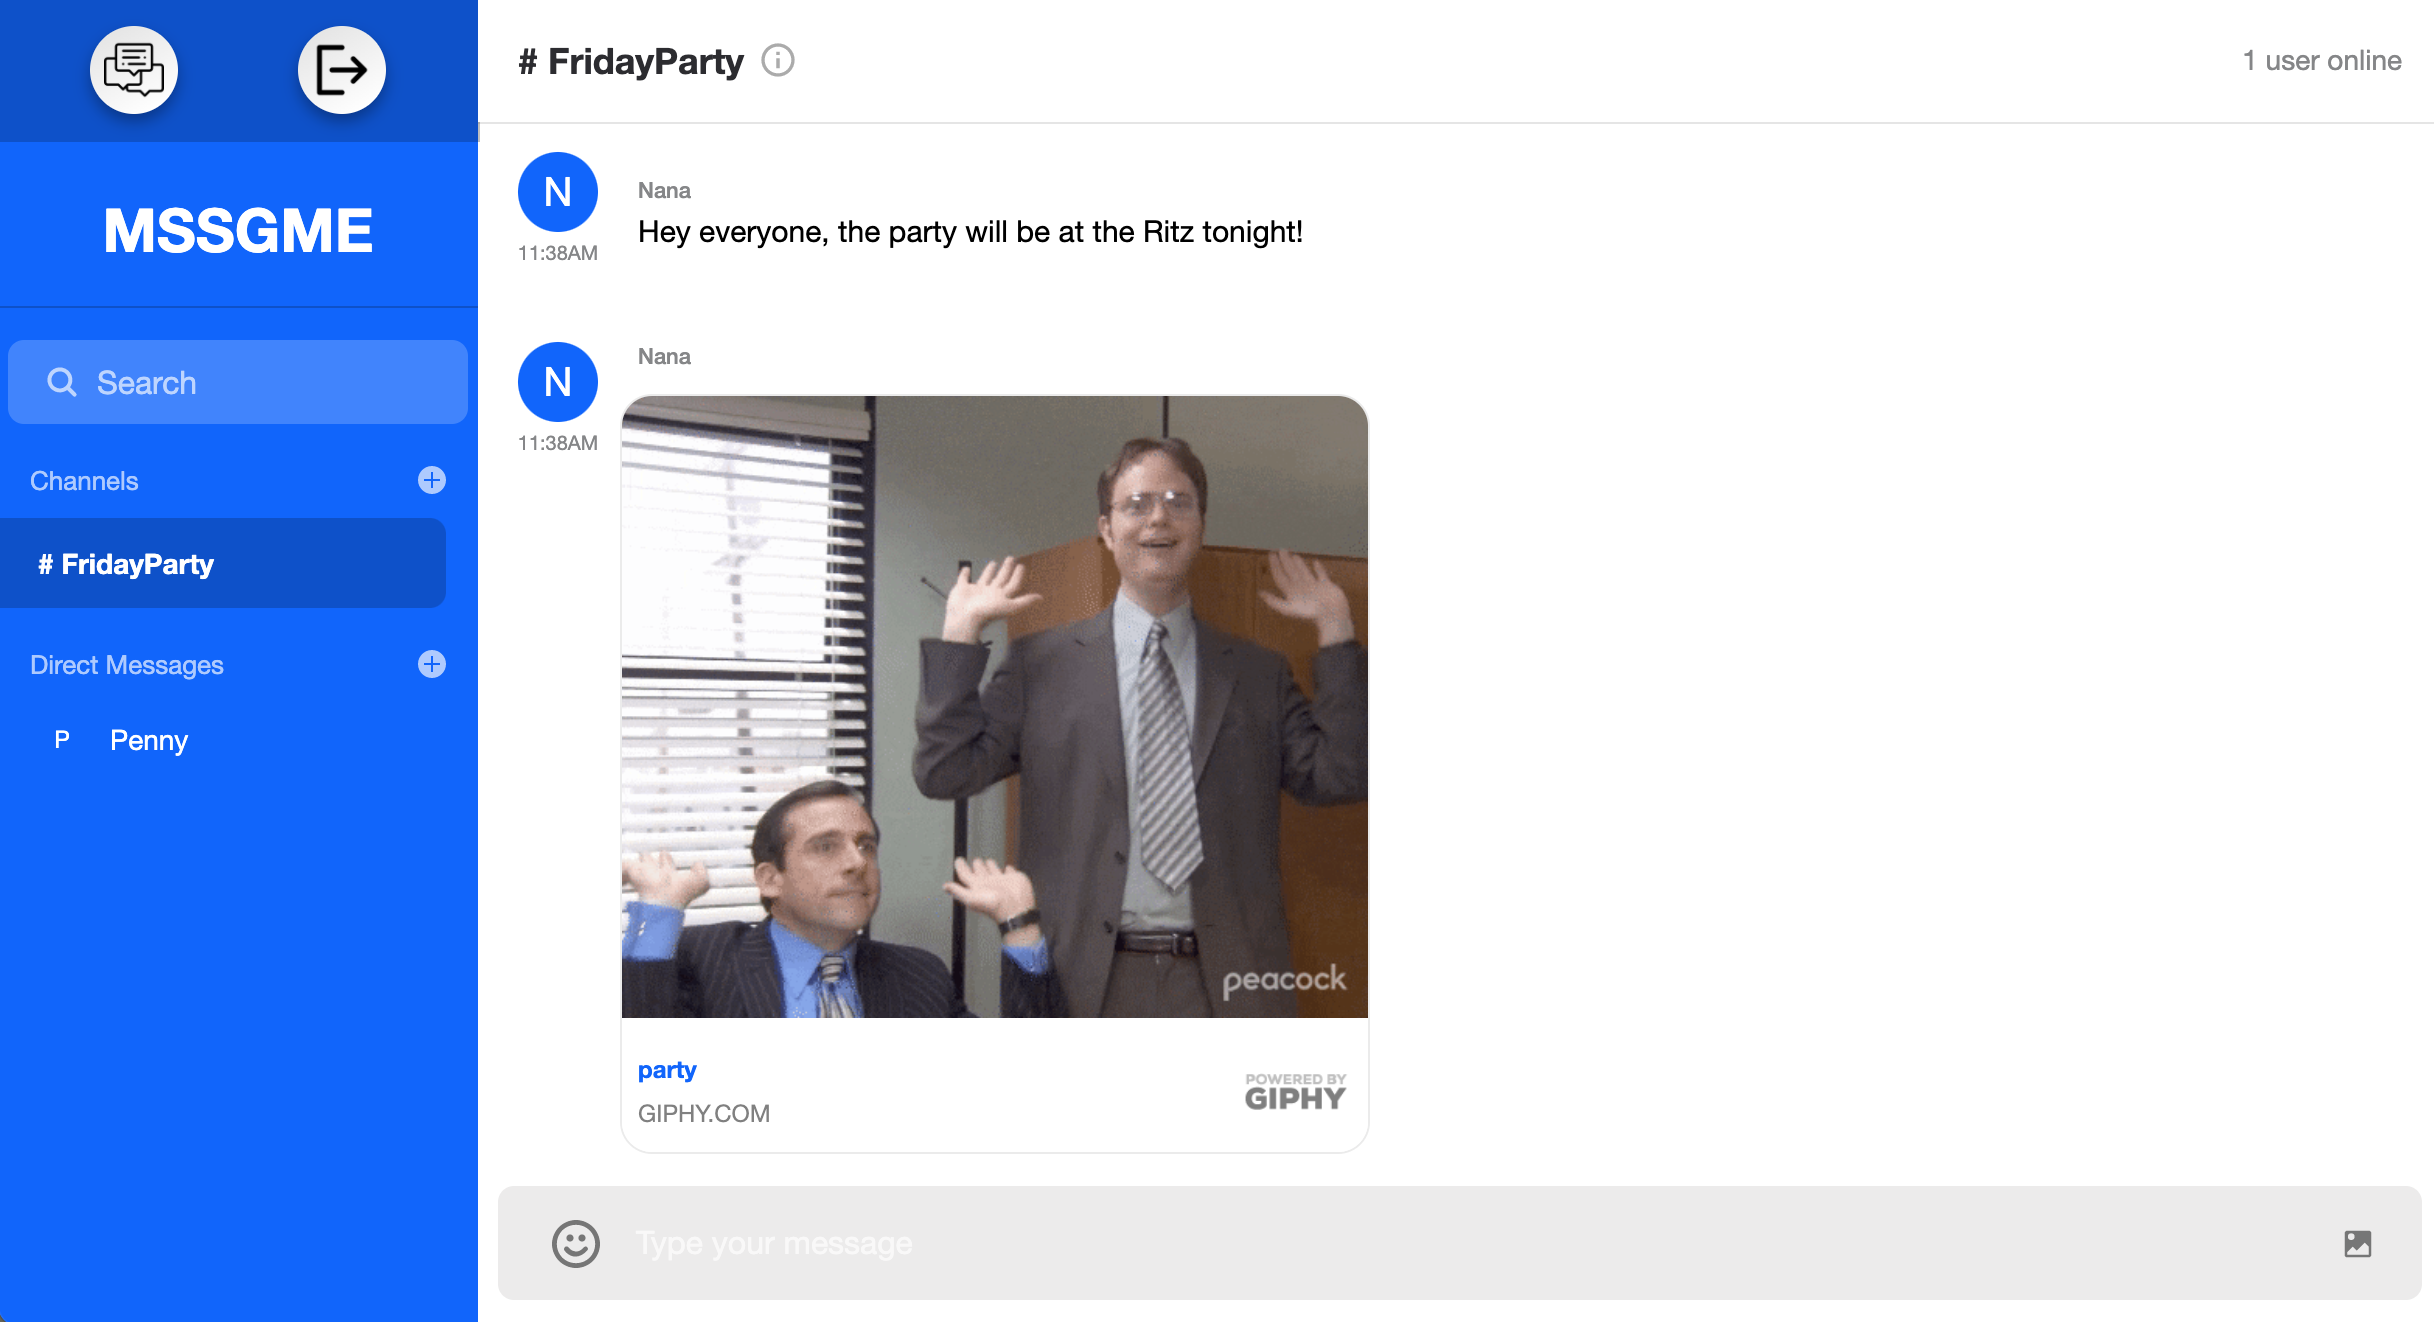 MSSGME
Search
Channels
# FridayParty
Direct Messages
P Penny
# FridayParty
1 user online
N
Nana
Hey everyone, the party will be at the Ritz tonight!
11:38AM
N
Nana
11:38AM
peacock
party
GIPHY.COM
POWERED BY
GIPHY
Type your message